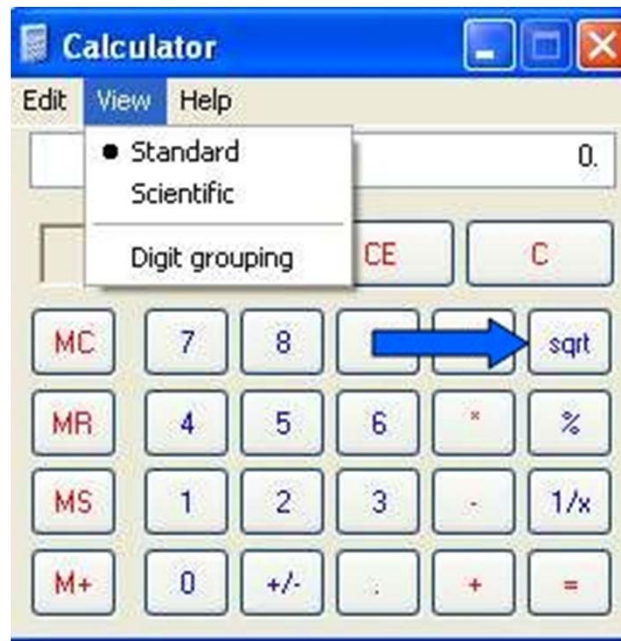 Calculator
Edit View Help
Standard 0.
Scientific
Digit grouping CE C
MC 7 8 sqrt
MR 4 5 6 * %
MS 1 2 3 - 1/x
M+ 0 +/- . + =